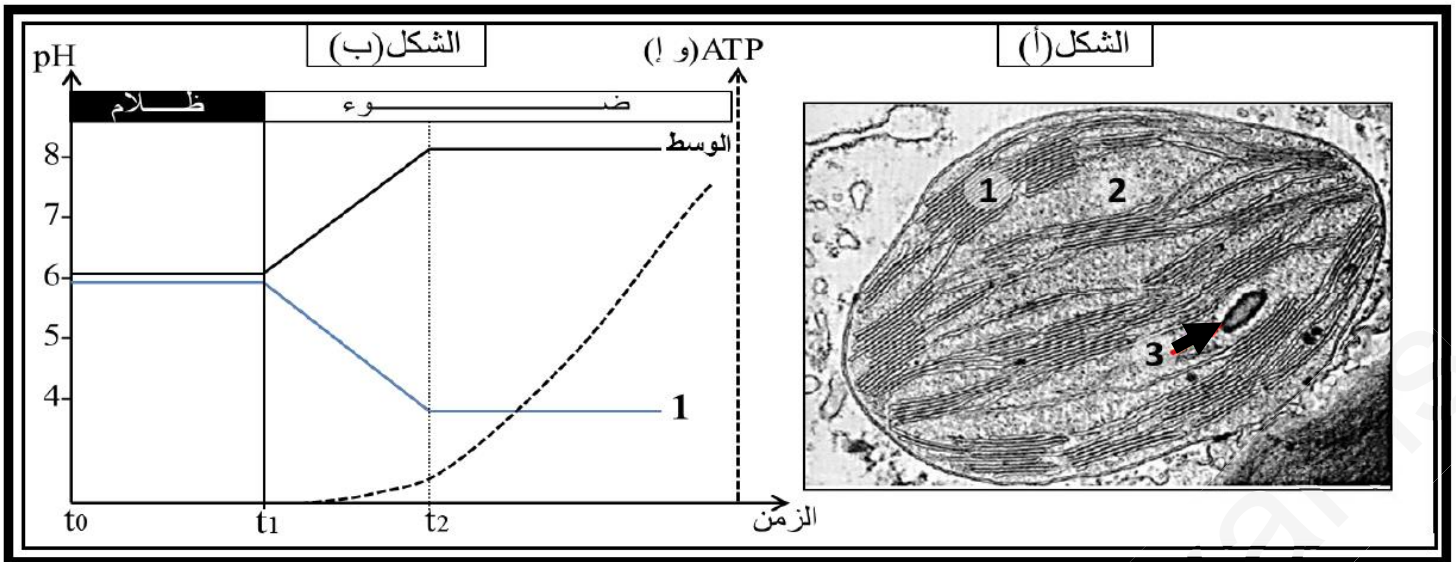 الشكل(أ)
1
2
3
الشكل(ب)
pH
ATP(و إ)
ظلام
ضوء
8
7
6
5
4
الوسط
1
t0
t1
t2
الزمن